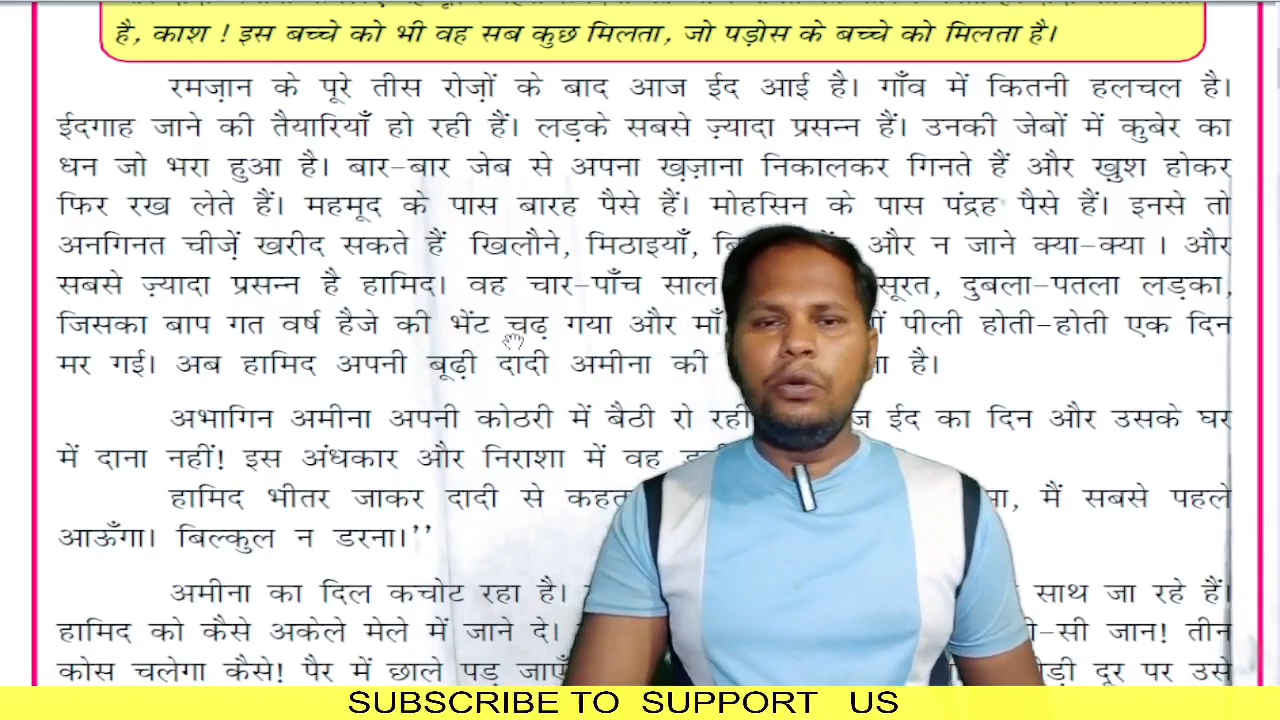 है, काश ! इस बच्चे को भी वह सब कुछ मिलता, जो पड़ोस के बच्चे को मिलता है।
रमज़ान के पूरे तीस रोज़ों के बाद आज ईद आई है। गाँव में कितनी हलचल है।
ईदगाह जाने की तैयारियाँ हो रही हैं। लड़के सबसे ज़्यादा प्रसन्न हैं। उनकी जेबों में कुबेर का
धन जो भरा हुआ है। बार-बार जेब से अपना ख़ज़ाना निकालकर गिनते हैं और ख़ुश होकर
फिर रख लेते हैं। महमूद के पास बारह पैसे हैं। मोहसिन के पास पंद्रह पैसे हैं। इनसे तो
अनगिनत चीज़ें खरीद सकते हैं खिलौने, मिठाइयाँ, और न जाने क्या-क्या । और
सबसे ज़्यादा प्रसन्न है हामिद। वह चार-पाँच साल दुबला-पतला लड़का,
जिसका बाप गत वर्ष हैजे की भेंट चढ़ गया और माँ पीली होती-होती एक दिन
मर गई। अब हामिद अपनी बूढ़ी दादी अमीना की है।
अभागिन अमीना अपनी कोठरी में बैठी रो रही ईद का दिन और उसके घर
में दाना नहीं! इस अंधकार और निराशा में वह
हामिद भीतर जाकर दादी से मैं सबसे पहले
आऊँगा। बिल्कुल न डरना।’’
अमीना का दिल कचोट रहा है। साथ जा रहे हैं।
हामिद को कैसे अकेले मेले में जाने दे। जान! तीन
कोस चलेगा कैसे! पैर में छाले पड़ दूर पर उसे
SUBSCRIBE TO SUPPORT US